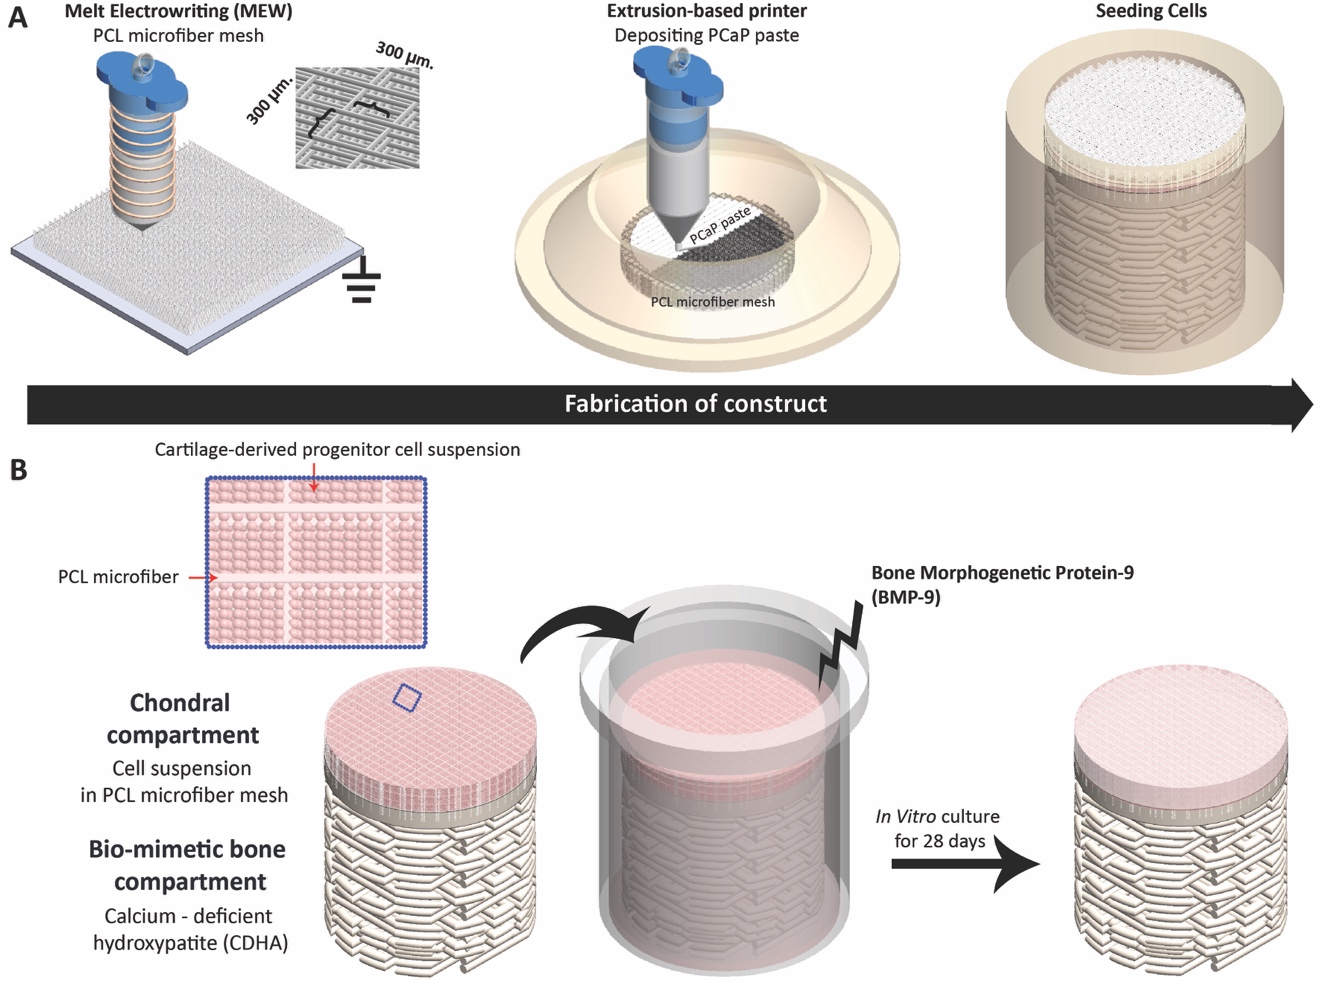 A
Melt Electrowriting (MEW)
PCL microfiber mesh
300 µm.
300 µm.
Extrusion-based printer
Depositing PCaP paste
PCaP paste
PCL microfiber mesh
Seeding Cells
Fabrication of construct
B
Cartilage-derived progenitor cell suspension
PCL microfiber
Chondral
compartment
Cell suspension
in PCL microfiber mesh
Bio-mimetic bone
compartment
Calcium - deficient
hydroxypatite (CDHA)
Bone Morphogenetic Protein-9
(BMP-9)
In Vitro culture
for 28 days